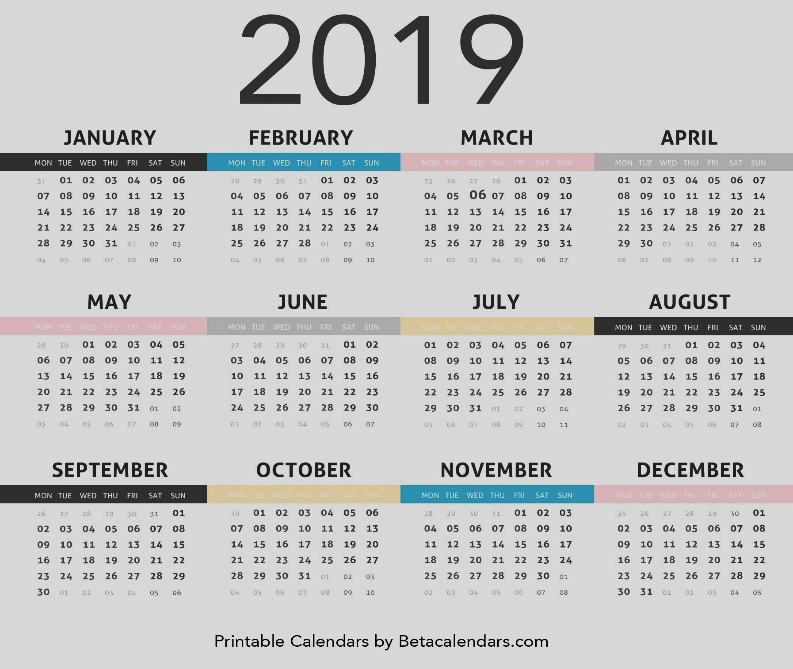 2019
JANUARY
MON TUE WED THU FRI SAT SUN
31 01 02 03 04 05 06
07 08 09 10 11 12 13
14 15 16 17 18 19 20
21 22 23 24 25 26 27
28 29 30 31 01 02 03
04 05 06 07 08 09 10
FEBRUARY
MON TUE WED THU FRI SAT SUN
28 29 30 31 01 02 03
04 05 06 07 08 09 10
11 12 13 14 15 16 17
18 19 20 21 22 23 24
25 26 27 28 01 02 03
04 05 06 07 08 09 10
MARCH
MON TUE WED THU FRI SAT SUN
25 26 27 28 01 02 03
04 05 06 07 08 09 10
11 12 13 14 15 16 17
18 19 20 21 22 23 24
25 26 27 28 29 30 31
01 02 03 04 05 06 07
APRIL
MON TUE WED THU FRI SAT SUN
01 02 03 04 05 06 07
08 09 10 11 12 13 14
15 16 17 18 19 20 21
22 23 24 25 26 27 28
29 30 01 02 03 04 05
06 07 08 09 10 11 12
MAY
MON TUE WED THU FRI SAT SUN
29 30 01 02 03 04 05
06 07 08 09 10 11 12
13 14 15 16 17 18 19
20 21 22 23 24 25 26
27 28 29 30 31 01 02
03 04 05 06 07 08 09
JUNE
MON TUE WED THU FRI SAT SUN
27 28 29 30 31 01 02
03 04 05 06 07 08 09
10 11 12 13 14 15 16
17 18 19 20 21 22 23
24 25 26 27 28 29 30
01 02 03 04 05 06 07
JULY
MON TUE WED THU FRI SAT SUN
01 02 03 04 05 06 07
08 09 10 11 12 13 14
15 16 17 18 19 20 21
22 23 24 25 26 27 28
29 30 31 01 02 03 04
05 06 07 08 09 10 11
AUGUST
MON TUE WED THU FRI SAT SUN
29 30 31 01 02 03 04
05 06 07 08 09 10 11
12 13 14 15 16 17 18
19 20 21 22 23 24 25
26 27 28 29 30 31 01
02 03 04 05 06 07 08
SEPTEMBER
MON TUE WED THU FRI SAT SUN
26 27 28 29 30 31 01
02 03 04 05 06 07 08
09 10 11 12 13 14 15
16 17 18 19 20 21 22
23 24 25 26 27 28 29
30 01 02 03 04 05 06
OCTOBER
MON TUE WED THU FRI SAT SUN
30 01 02 03 04 05 06
07 08 09 10 11 12 13
14 15 16 17 18 19 20
21 22 23 24 25 26 27
28 29 30 31 01 02 03
04 05 06 07 08 09 10
NOVEMBER
MON TUE WED THU FRI SAT SUN
28 29 30 31 01 02 03
04 05 06 07 08 09 10
11 12 13 14 15 16 17
18 19 20 21 22 23 24
25 26 27 28 29 30 01
02 03 04 05 06 07 08
DECEMBER
MON TUE WED THU FRI SAT SUN
25 26 27 28 29 30 01
02 03 04 05 06 07 08
09 10 11 12 13 14 15
16 17 18 19 20 21 22
23 24 25 26 27 28 29
30 31 01 02 03 04 05
Printable Calendars by Betacalendars.com